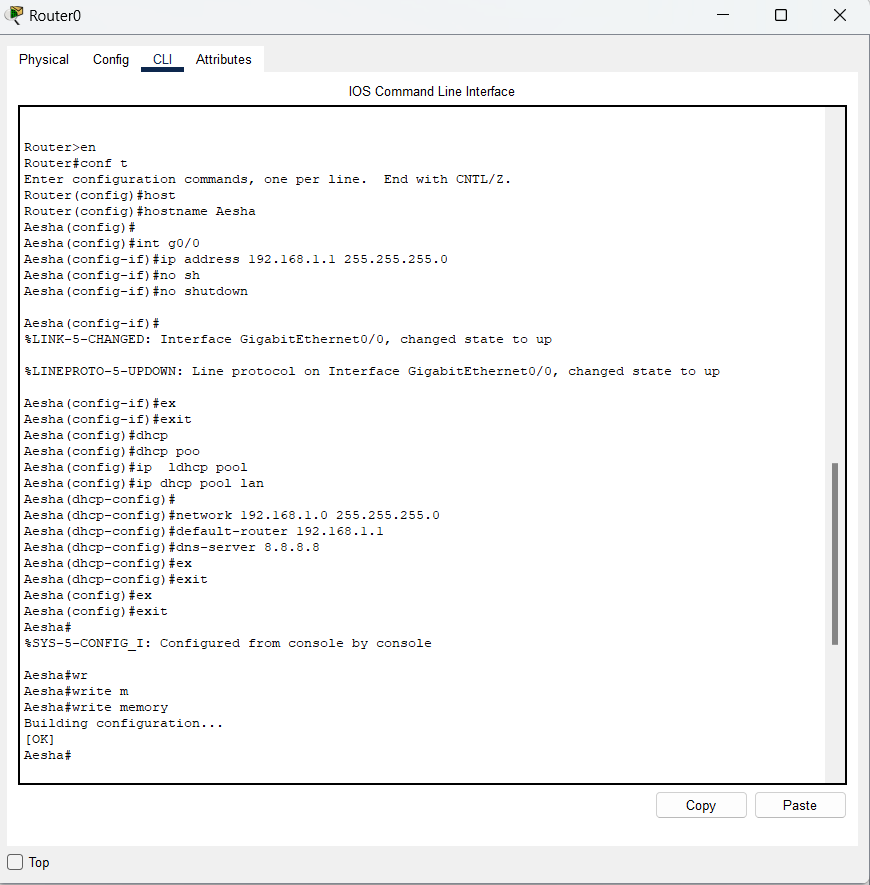 Router0
Physical Config CLI Attributes
IOS Command Line Interface
Router>en
Router#conf t
Enter configuration commands, one per line.  End with CNTL/Z.
Router(config)#host
Router(config)#hostname Aesha
Aesha(config)#
Aesha(config)#int g0/0
Aesha(config-if)#ip address 192.168.1.1 255.255.255.0
Aesha(config-if)#no sh
Aesha(config-if)#no shutdown
Aesha(config-if)#
%LINK-5-CHANGED: Interface GigabitEthernet0/0, changed state to up
%LINEPROTO-5-UPDOWN: Line protocol on Interface GigabitEthernet0/0, changed state to up
Aesha(config-if)#ex
Aesha(config-if)#exit
Aesha(config)#dhcp
Aesha(config)#dhcp poo
Aesha(config)#ip  ldhcp pool
Aesha(config)#ip dhcp pool lan
Aesha(dhcp-config)#
Aesha(dhcp-config)#network 192.168.1.0 255.255.255.0
Aesha(dhcp-config)#default-router 192.168.1.1
Aesha(dhcp-config)#dns-server 8.8.8.8
Aesha(dhcp-config)#ex
Aesha(dhcp-config)#exit
Aesha(config)#ex
Aesha(config)#exit
Aesha#
%SYS-5-CONFIG_I: Configured from console by console
Aesha#wr
Aesha#write m
Aesha#write memory
Building configuration...
[OK]
Aesha#
Copy Paste
Top